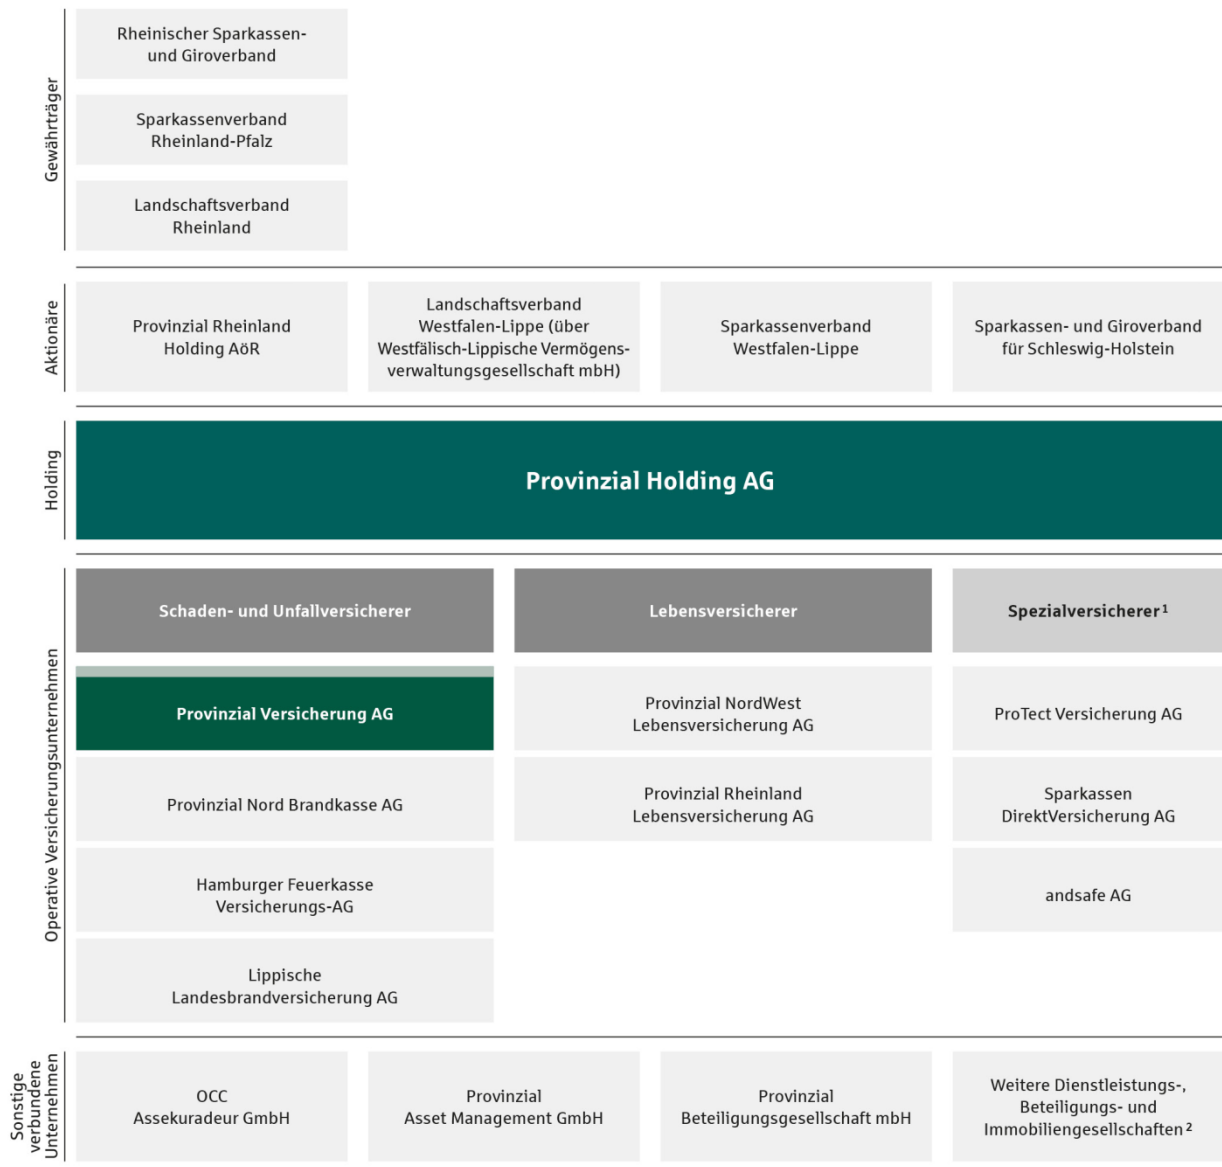 Gewährträger
Rheinischer Sparkassen-
und Giroverband
Sparkassenverband
Rheinland-Pfalz
Landschaftsverband
Rheinland
Aktionäre
Provinzial Rheinland
Holding AöR
Landschaftsverband
Westfalen-Lippe (über
Westfälisch-Lippische Vermögens-
verwaltungsgesellschaft mbH)
Sparkassenverband
Westfalen-Lippe
Sparkassen- und Giroverband
für Schleswig-Holstein
Holding
Provinzial Holding AG
Operative Versicherungsunternehmen
Schaden- und Unfallversicherer
Provinzial Versicherung AG
Provinzial Nord Brandkasse AG
Hamburger Feuerkasse
Versicherungs-AG
Lippische
Landesbrandversicherung AG
Lebensversicherer
Provinzial NordWest
Lebensversicherung AG
Provinzial Rheinland
Lebensversicherung AG
Spezialversicherer¹
ProTect Versicherung AG
Sparkassen
DirektVersicherung AG
andsafe AG
Sonstige
verbundene
Unternehmen
OCC
Assekuradeur GmbH
Provinzial
Asset Management GmbH
Provinzial
Beteiligungsgesellschaft mbH
Weitere Dienstleistungs-,
Beteiligungs- und
Immobiliengesellschaften²